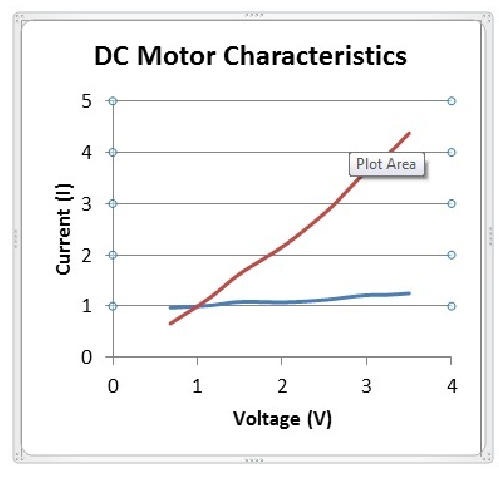 DC Motor Characteristics
5
4
Plot Area
3
2
1
0
Current (I)
0 1 2 3 4
Voltage (V)